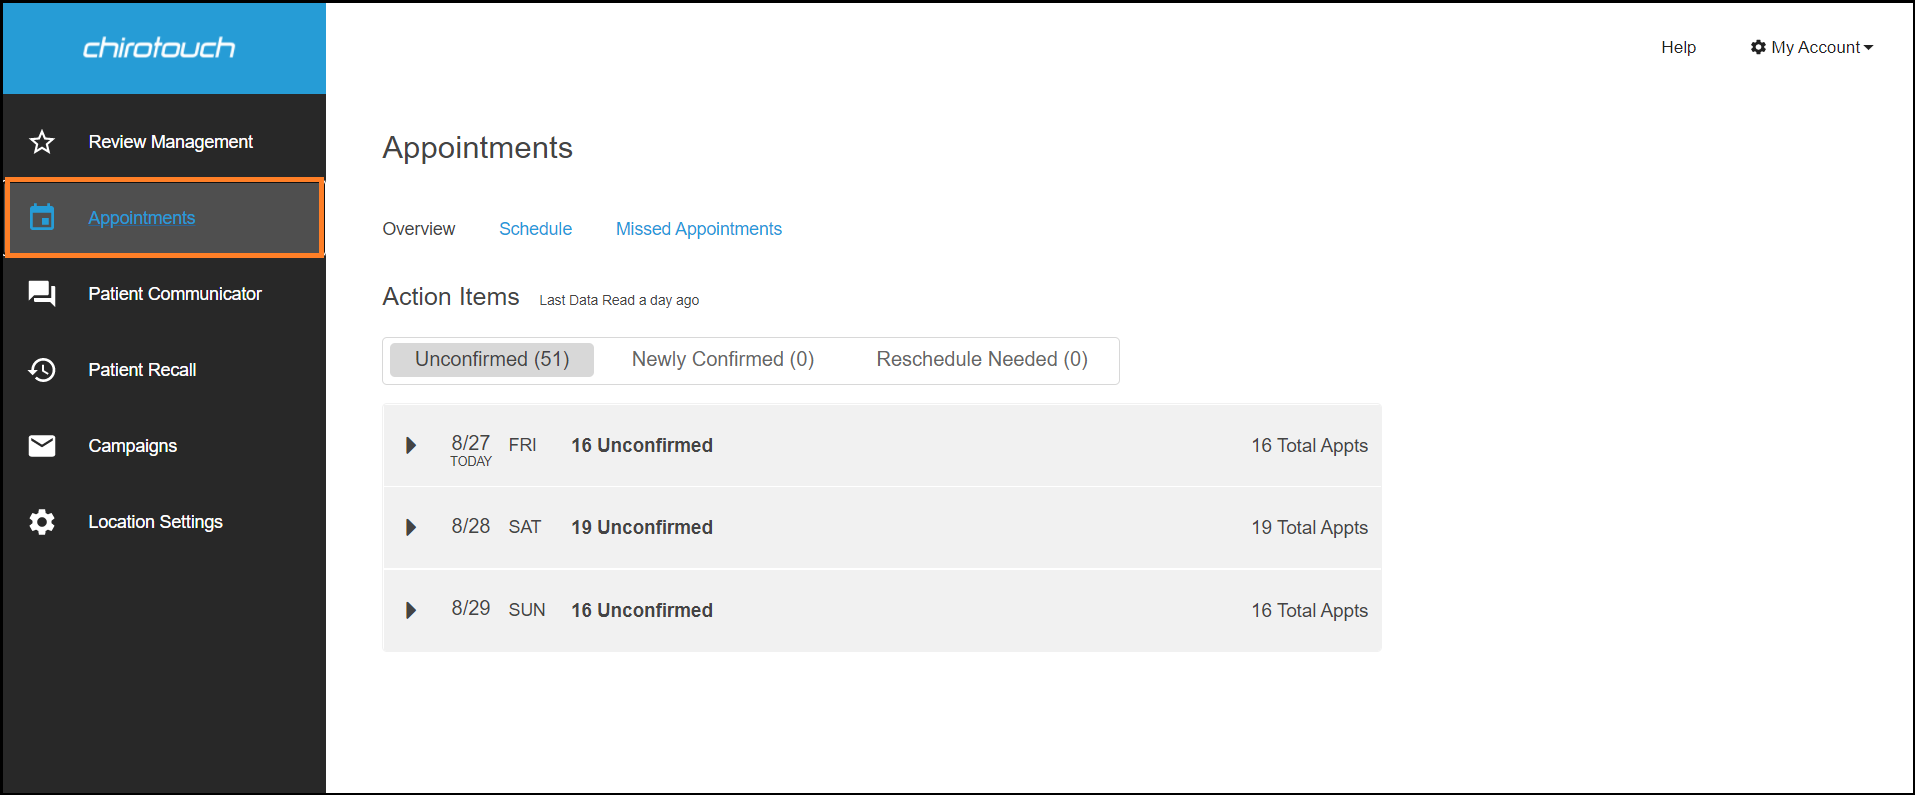 chirotouch
Help
My Account
Review Management
Appointments
Patient Communicator
Patient Recall
Campaigns
Location Settings
Appointments
Overview Schedule Missed Appointments
Action Items Last Data Read a day ago
Unconfirmed (51) Newly Confirmed (0) Reschedule Needed (0)
8/27 FRI 16 Unconfirmed 16 Total Appts
TODAY
8/28 SAT 19 Unconfirmed 19 Total Appts
8/29 SUN 16 Unconfirmed 16 Total Appts